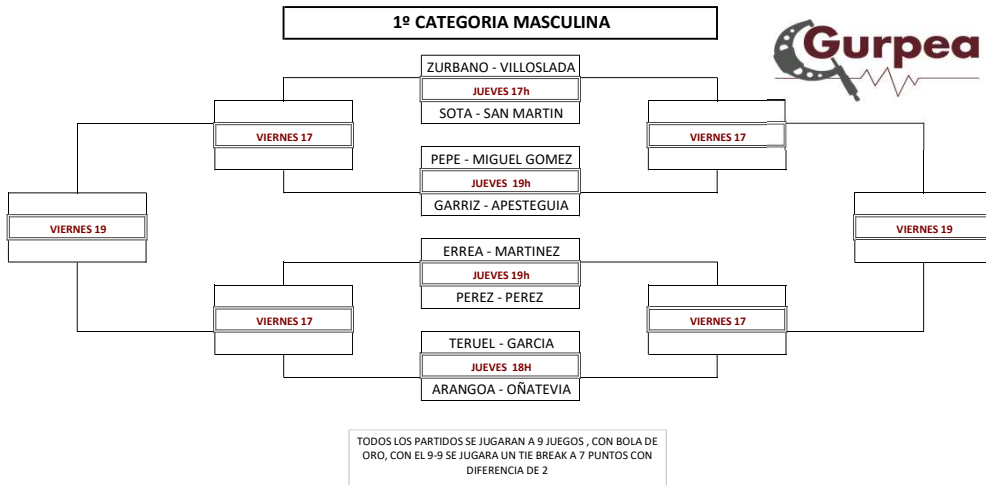 1º CATEGORIA MASCULINA
Gurpea
ZURBANO - VILLOSLADA
JUEVES 17h
SOTA - SAN MARTIN
VIERNES 17
VIERNES 17
PEPE - MIGUEL GOMEZ
JUEVES 19h
GARRIZ - APESTEGUIA
VIERNES 19
VIERNES 19
ERREA - MARTINEZ
JUEVES 19h
PEREZ - PEREZ
VIERNES 17
VIERNES 17
TERUEL - GARCIA
JUEVES 18H
ARANGOA - OÑATEVIA
TODOS LOS PARTIDOS SE JUGARAN A 9 JUEGOS , CON BOLA DE
ORO, CON EL 9-9 SE JUGARA UN TIE BREAK A 7 PUNTOS CON
DIFERENCIA DE 2